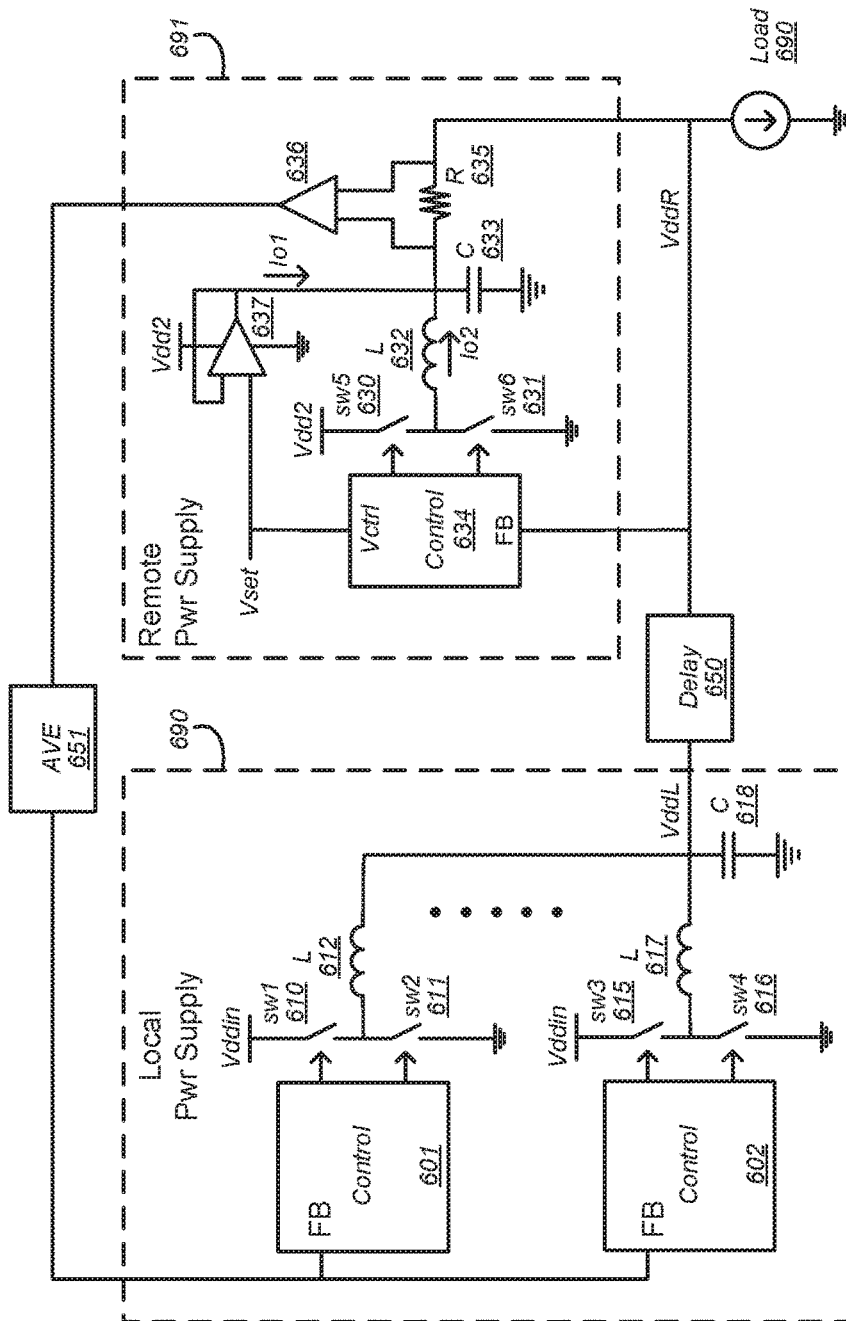 AVE
651
690
691
Local
Pwr Supply
Vddin
sw1
610
L
612
sw2
611
FB
Control
601
Vddin
sw3
615
L
617
sw4
616
FB
Control
602
VddL
C
618
Delay
650
Remote
Pwr Supply
Vset
Vdd2
637
Io1
636
Vdd2
sw5
630
L
632
Io2
sw6
631
C
633
R
635
Vctrl
Control
634
FB
VddR
Load
690